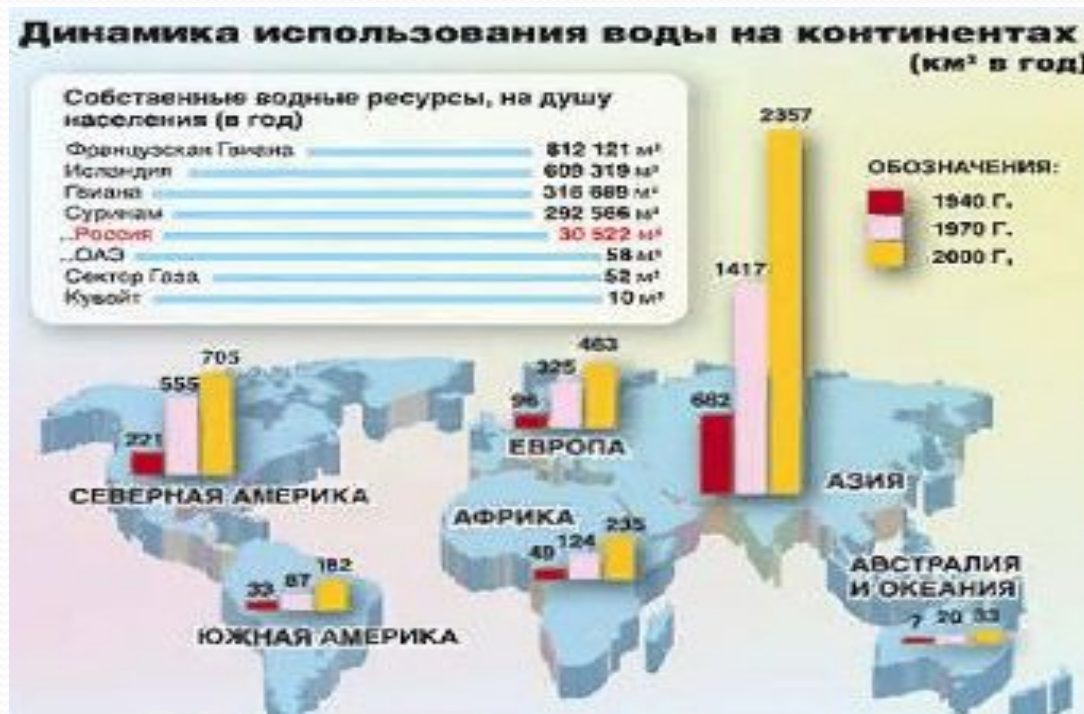 Динамика использования воды на континентах
(км³ в год)
Собственные водные ресурсы, на душу
населения (в год)
Французская Гвиана 812 121 м³
Исландия 609 319 м³
Гвиана 316 689 м³
Суринам 292 566 м³
...Россия 30 522 м³
...ОАЭ 58 м³
Сектор Газа 52 м³
Кувейт 10 м³
ОБОЗНАЧЕНИЯ:
1940 Г.
1970 Г.
2000 Г.
221 555 705
СЕВЕРНАЯ АМЕРИКА
96 325 463
ЕВРОПА
682 1417 2357
АЗИЯ
АФРИКА
49 124 235
33 87 182
ЮЖНАЯ АМЕРИКА
АВСТРАЛИЯ
И ОКЕАНИЯ
7 20 33